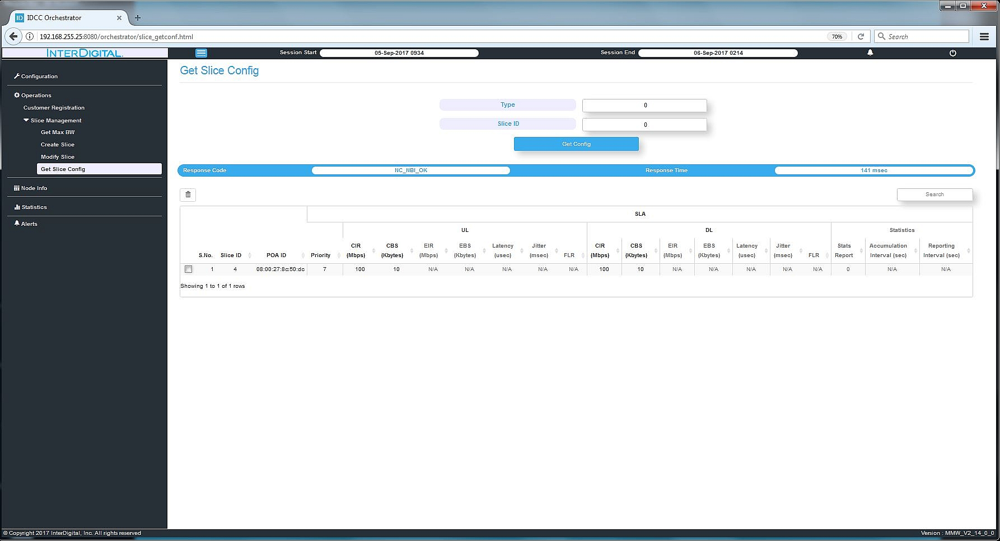 IDCC Orchestrator
192.168.255.25:8080/orchestrator/slice_getconf.html
70%
Search
INTERDIGITAL.
Session Start
05-Sep-2017 0934
Session End
06-Sep-2017 0214
Configuration
Operations
Customer Registration
Slice Management
Get Max BW
Create Slice
Modify Slice
Get Slice Config
Node Info
Statistics
Alerts
Get Slice Config
Type
0
Slice ID
0
Get Config
Response Code
NC_NBI_OK
Response Time
141 msec
Search
SLA
UL DL Statistics
S.No. Slice ID POA ID Priority CIR (Mbps) CBS (Kbytes) EIR (Mbps) EBS (Kbytes) Latency (usec) Jitter (msec) FLR CIR (Mbps) CBS (Kbytes) EIR (Mbps) EBS (Kbytes) Latency (usec) Jitter (msec) FLR Stats Report Accumulation Interval (sec) Reporting Interval (sec)
1 4 08:00:27:8c:50:dc 7 100 10 N/A N/A N/A N/A N/A 100 10 N/A N/A N/A N/A N/A 0 N/A N/A
Showing 1 to 1 of 1 rows
© Copyright 2017 InterDigital, Inc. All rights reserved
Version : MMW_V2_14_0_0